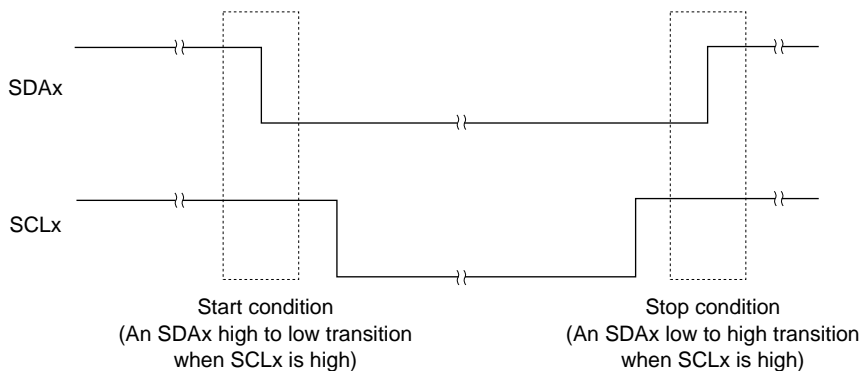 SDAx
SCLx
Start condition
(An SDAx high to low transition
when SCLx is high)
Stop condition
(An SDAx low to high transition
when SCLx is high)